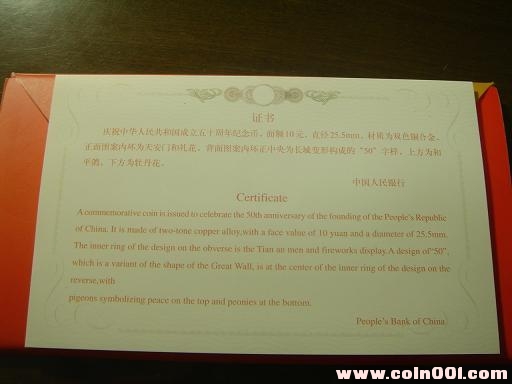 证书
庆祝中华人民共和国成立五十周年纪念币。面额10元、直径25.5mm、材质为双色铜合金。
正面图案内环为天安门和礼花。背面图案内环正中央为长城变形构成的“50”字样，上方为和
平鸽、下方为牡丹花。
中国人民银行
Certificate
A commemorative coin is issued to celebrate the 50th anniversary of the founding of the People's Republic
of China. It is made of two-tone copper alloy,with a face value of 10 yuan and a diameter of 25.5mm.
The inner ring of the design on the obverse is the Tian an men and fireworks display.A design of“50”,
which is a variant of the shape of the Great Wall, is at the center of the inner ring of the design on the
reverse,with
pigeons symbolizing peace on the top and peonies at the bottom.
People's Bank of China
www.coin001.com